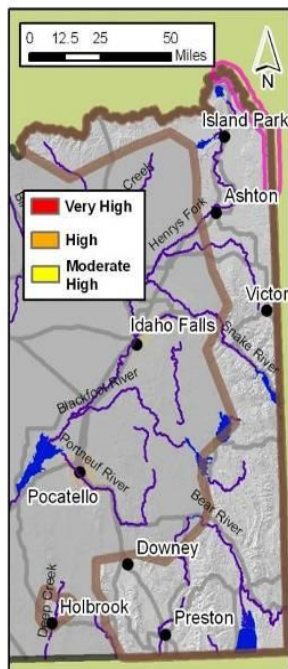 0 12.5 25 50
Miles
N
Island Park
Creek
Ashton
Henrys Fork
Very High
High
Moderate
High
Victor
Idaho Falls
Snake River
Blackfoot River
Portneuf River
Pocatello
Bear River
Downey
Deep Creek
Holbrook
Preston